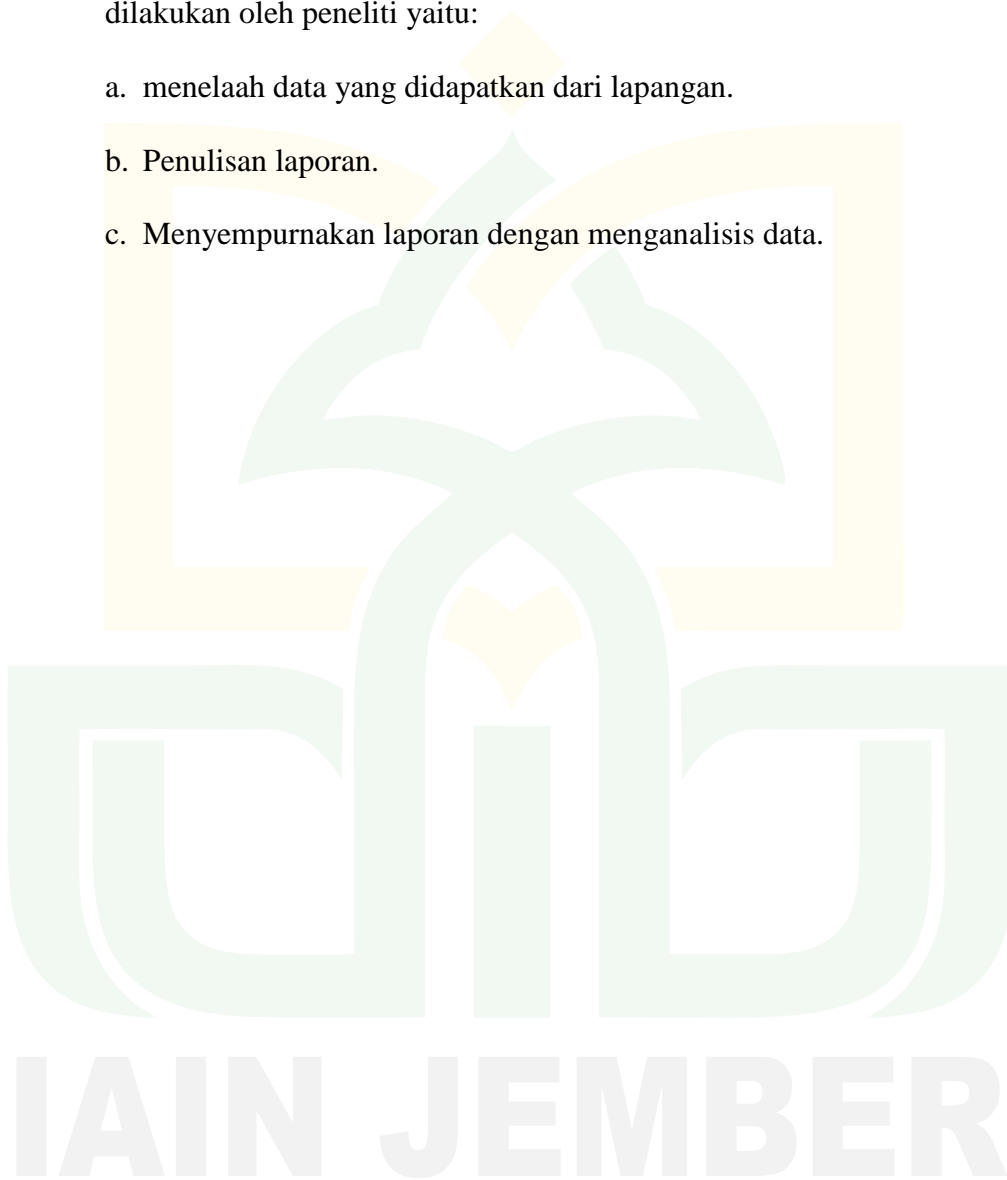 dilakukan oleh peneliti yaitu:
a. menelaah data yang didapatkan dari lapangan.
b. Penulisan laporan.
c. Menyempurnakan laporan dengan menganalisis data.
IAIN JEMBER